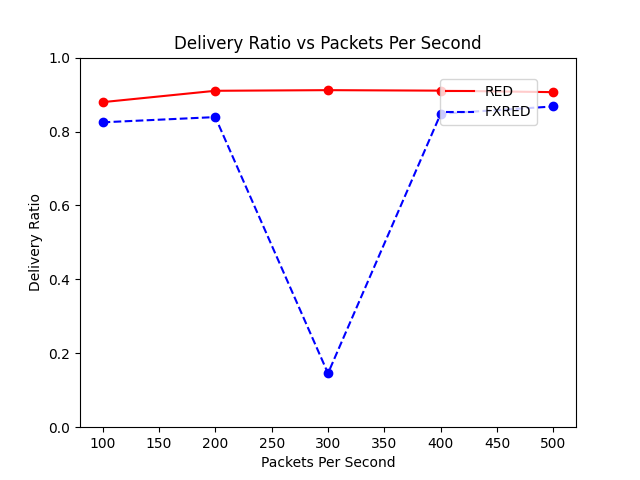 Delivery Ratio vs Packets Per Second
1.0
0.8
0.6
0.4
0.2
0.0
Delivery Ratio
RED
FXRED
100 150 200 250 300 350 400 450 500
Packets Per Second